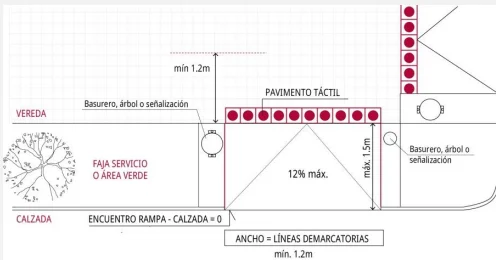 mín 1.2m
PAVIMENTO TÁCTIL
Basurero, árbol o señalización
VEREDA
FAJA SERVICIO
O ÁREA VERDE
12% máx.
máx. 1.5m
Basurero, árbol o
señalización
CALZADA
ENCUENTRO RAMPA - CALZADA = 0
ANCHO = LÍNEAS DEMARCATORIAS
mín. 1.2m